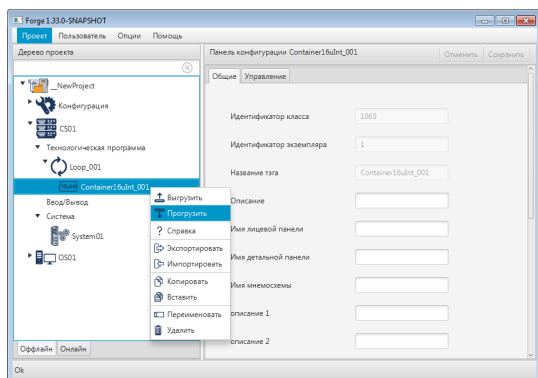 Forge 1.33.0-SNAPSHOT
Проект Пользователь Опции Помощь
Дерево проекта
__NewProject
Конфигурация
CS01
Технологическая программа
Loop_001
16uInt Container16uInt_001
Ввод/Вывод
Система
System01
OS01
Выгрузить
Прогрузить
? Справка
Экспортировать
Импортировать
Копировать
Вставить
Переименовать
Удалить
Оффлайн Онлайн
Ok
Панель конфигурации Container16uInt_001
Отменить Сохранить
Общие Управление
Идентификатор класса 1063
Идентификатор экземпляра 1
Название тэга Container16uInt_001
Описание
Имя лицевой панели
Имя детальной панели
Имя мнемосхемы
описание 1
описание 2